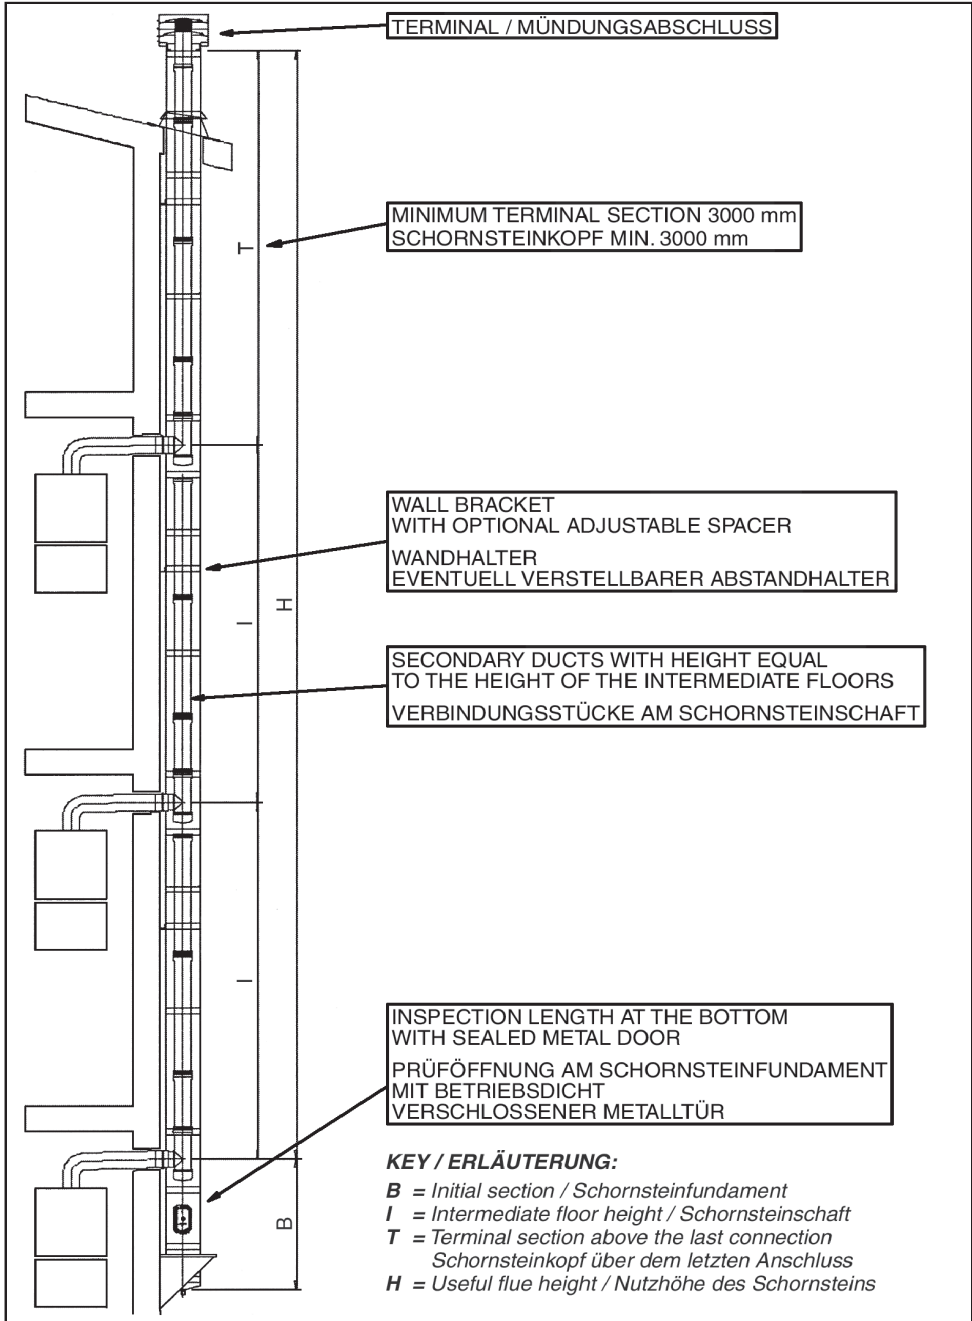 TERMINAL / MÜNDUNGSABSCHLUSS
MINIMUM TERMINAL SECTION 3000 mm
SCHORNSTEINKOPF MIN. 3000 mm
T
WALL BRACKET
WITH OPTIONAL ADJUSTABLE SPACER
WANDHALTER
EVENTUELL VERSTELLBARER ABSTANDHALTER
H
I
SECONDARY DUCTS WITH HEIGHT EQUAL
TO THE HEIGHT OF THE INTERMEDIATE FLOORS
VERBINDUNGSSTÜCKE AM SCHORNSTEINSCHAFT
I
INSPECTION LENGTH AT THE BOTTOM
WITH SEALED METAL DOOR
PRÜFÖFFNUNG AM SCHORNSTEINFUNDAMENT
MIT BETRIEBSDICHT
VERSCHLOSSENER METALLTÜR
B
KEY / ERLÄUTERUNG:
B = Initial section / Schornsteinfundament
I = Intermediate floor height / Schornsteinschaft
T = Terminal section above the last connection
Schornsteinkopf über dem letzten Anschluss
H = Useful flue height / Nutzhöhe des Schornsteins